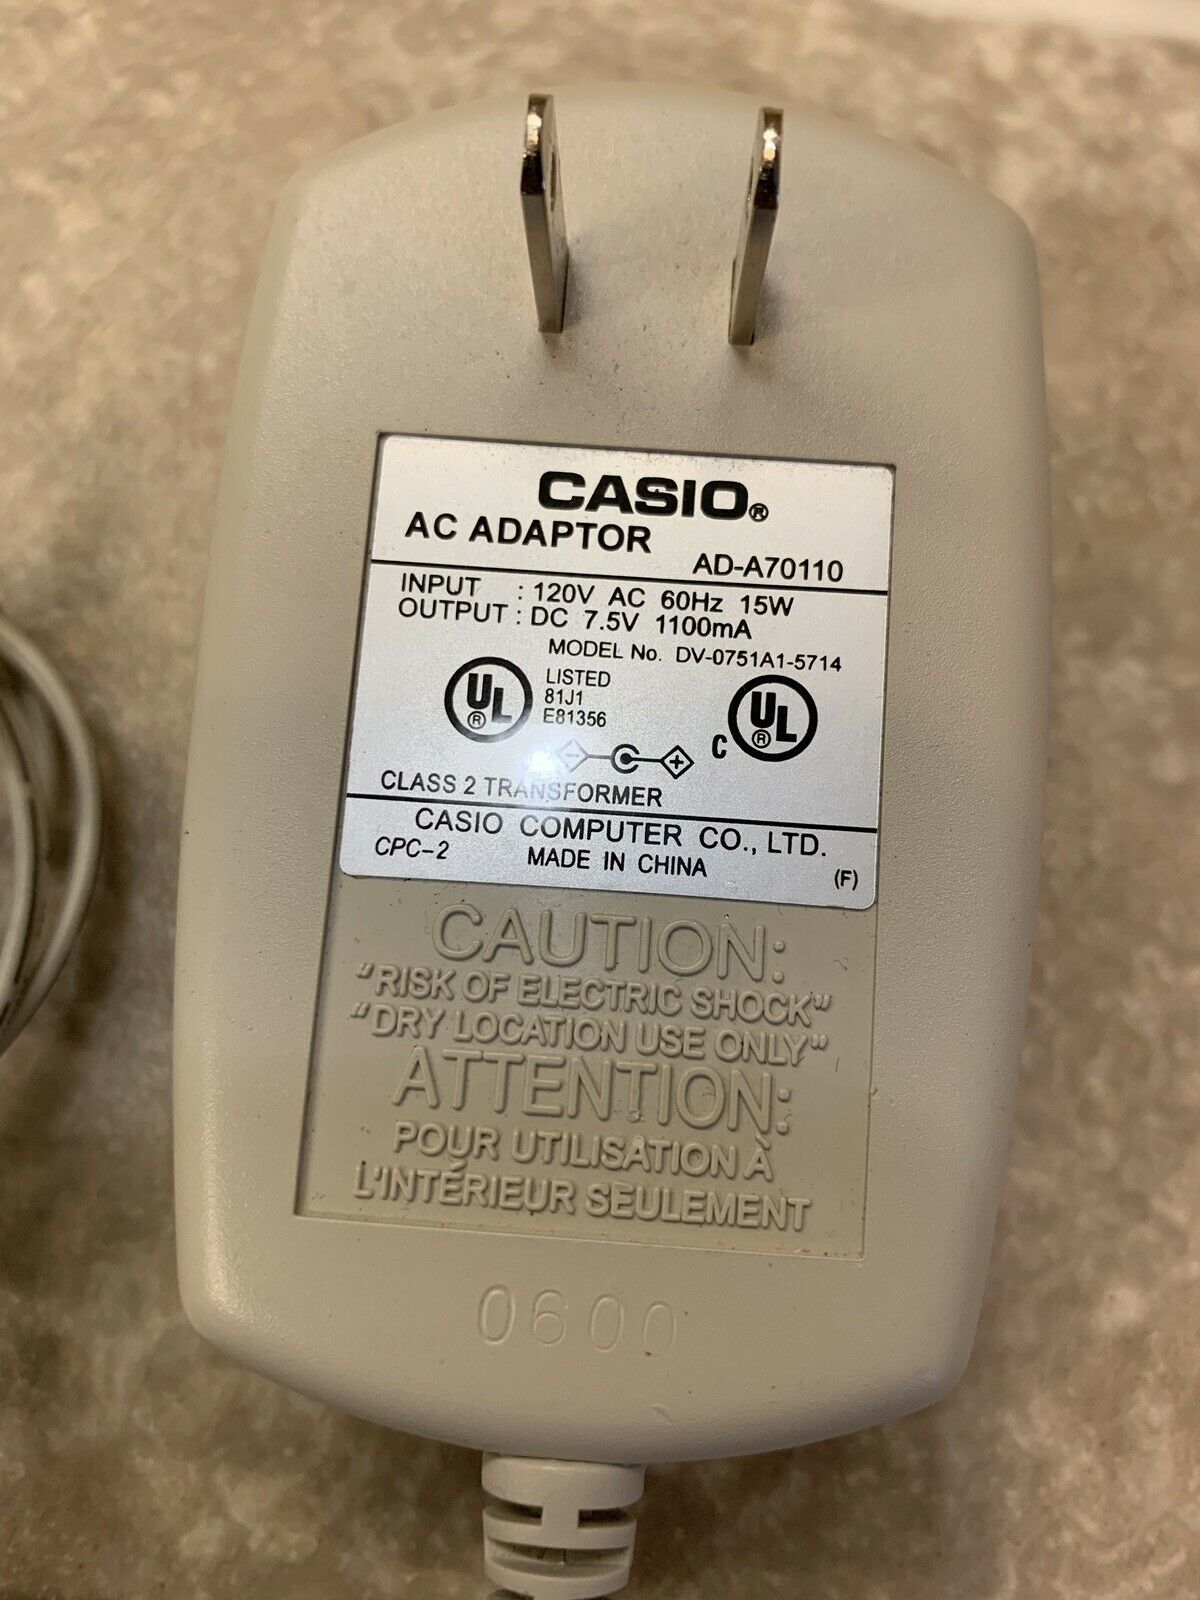 CASIO®
AC ADAPTOR
AD-A70110
INPUT : 120V AC 60Hz 15W
OUTPUT : DC 7.5V 1100mA
MODEL No. DV-0751A1-5714
UL® LISTED
81J1
E81356
C UL®
- +
CLASS 2 TRANSFORMER
CASIO COMPUTER CO., LTD.
CPC-2 MADE IN CHINA (F)
CAUTION:
"RISK OF ELECTRIC SHOCK"
"DRY LOCATION USE ONLY"
ATTENTION:
POUR UTILISATION À
L'INTÉRIEUR SEULEMENT
0600